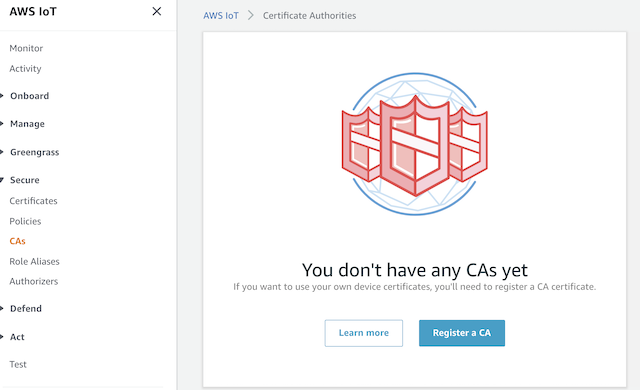 AWS IoT
Monitor
Activity
Onboard
Manage
Greengrass
Secure
Certificates
Policies
CAs
Role Aliases
Authorizers
Defend
Act
Test
AWS IoT > Certificate Authorities
You don't have any CAs yet
If you want to use your own device certificates, you'll need to register a CA certificate.
Learn more
Register a CA